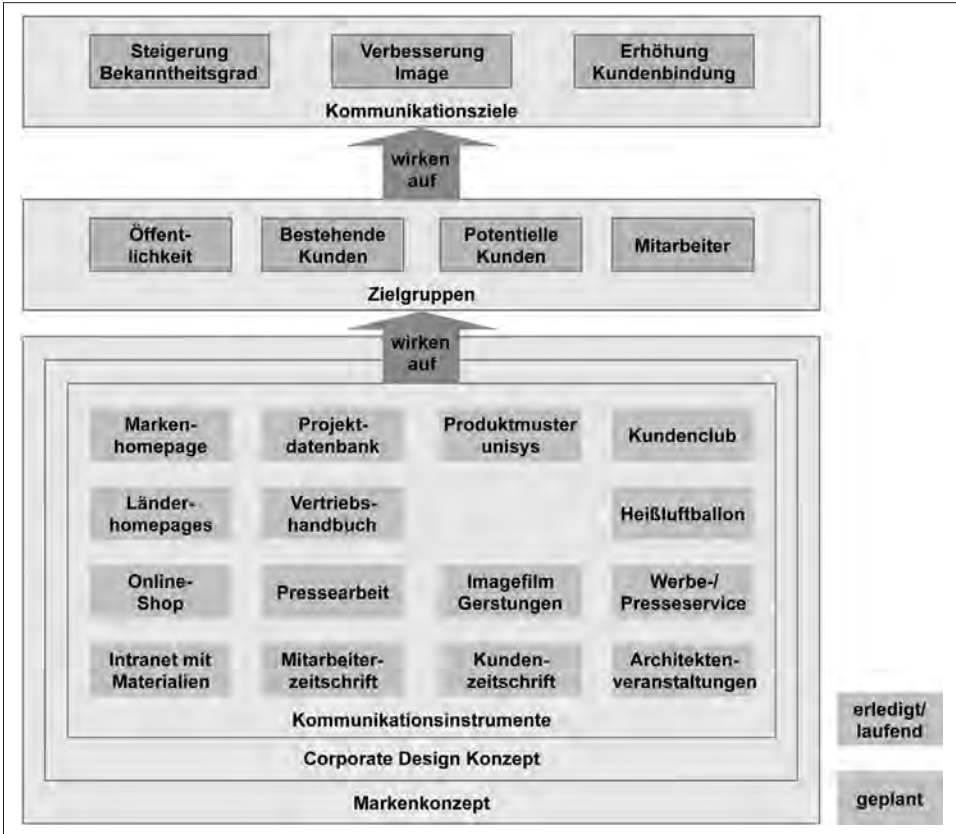 Steigerung
Bekanntheitsgrad
Verbesserung
Image
Erhöhung
Kundenbindung
Kommunikationsziele
wirken
auf
Öffent-
lichkeit
Bestehende
Kunden
Potentielle
Kunden
Mitarbeiter
Zielgruppen
wirken
auf
Marken-
homepage
Projekt-
datenbank
Produktmuster
unisys
Kundenclub
Länder-
homepages
Vertriebs-
handbuch
Heißluftballon
Online-
Shop
Pressearbeit
Imagefilm
Gerstungen
Werbe-/
Presseservice
Intranet mit
Materialien
Mitarbeiter-
zeitschrift
Kunden-
zeitschrift
Architekten-
veranstaltungen
Kommunikationsinstrumente
Corporate Design Konzept
Markenkonzept
erledigt/
laufend
geplant